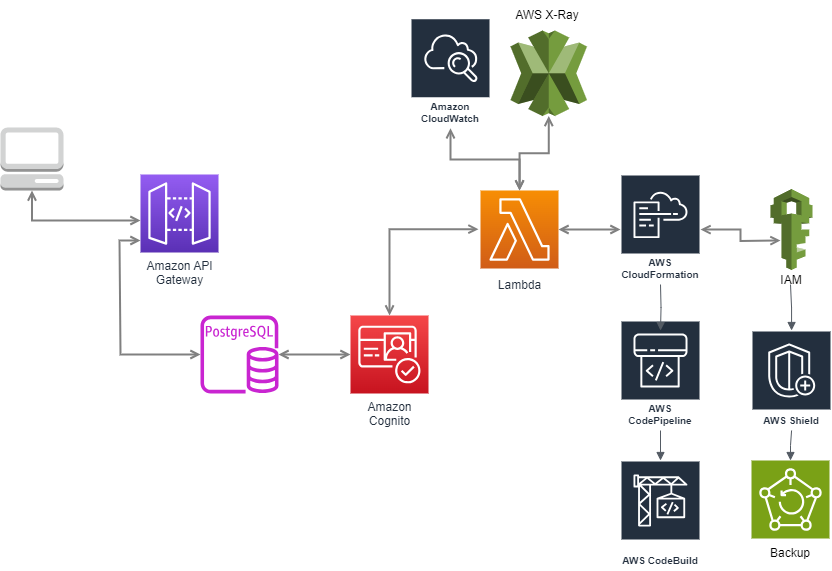 AWS X-Ray
Amazon
CloudWatch
Amazon API
Gateway
Lambda
AWS
CloudFormation
IAM
PostgreSQL
Amazon
Cognito
AWS
CodePipeline
AWS Shield
AWS CodeBuild
Backup